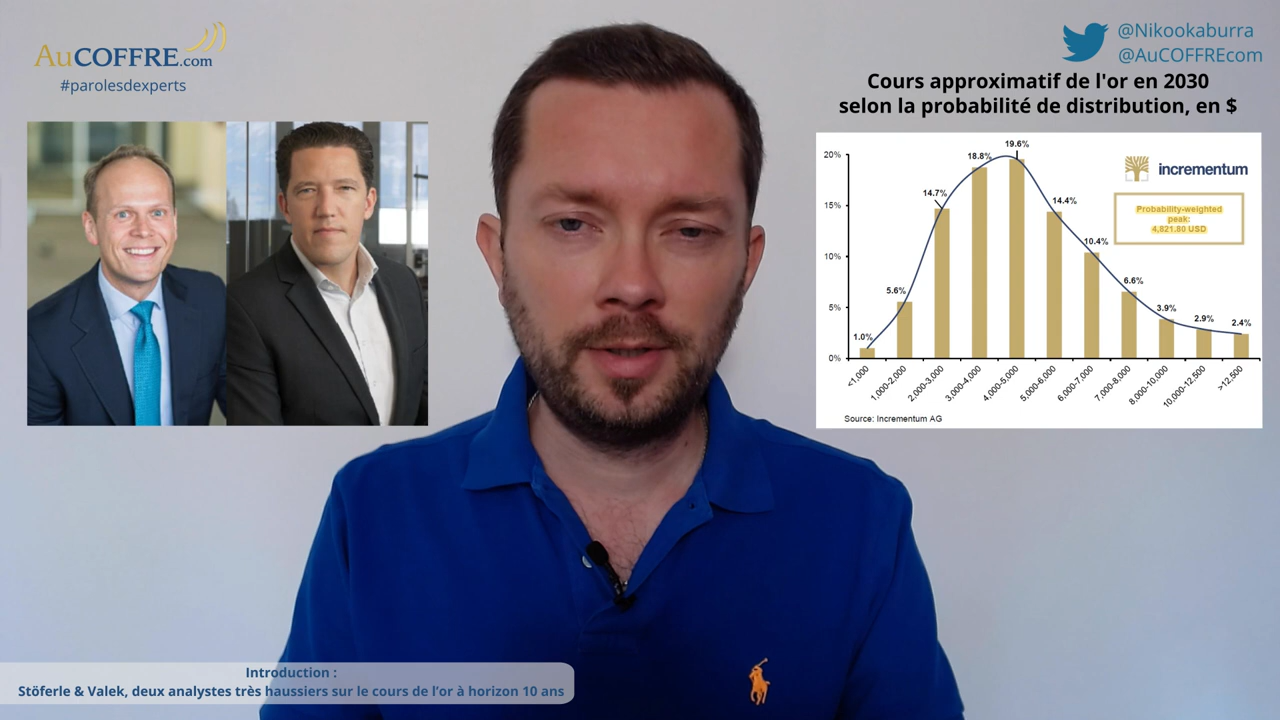 AuCOFFRE.com
#parolesdexperts
@Nikookaburra
@AuCOFFREcom
Cours approximatif de l'or en 2030
selon la probabilité de distribution, en $
incrementum
Probability-weighted
peak:
4,821.80 USD
20%
15%
10%
5%
0%
1.0%
5.6%
14.7%
18.8%
19.6%
14.4%
10.4%
6.6%
3.9%
2.9%
2.4%
<1,000
1,000-2,000
2,000-3,000
3,000-4,000
4,000-5,000
5,000-6,000
6,000-7,000
7,000-8,000
8,000-10,000
10,000-12,500
>12,500
Source: Incrementum AG
Introduction :
Stöferle & Valek, deux analystes très haussiers sur le cours de l'or à horizon 10 ans